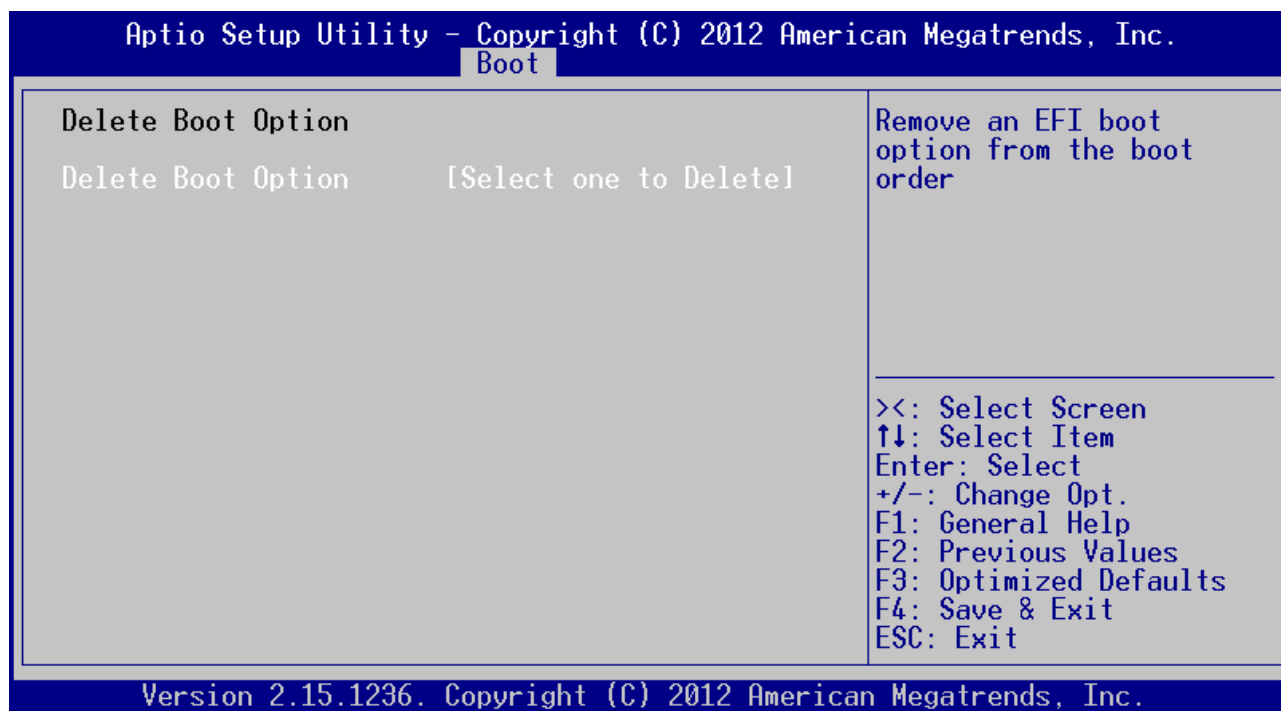 Aptio Setup Utility – Copyright (C) 2012 American Megatrends, Inc.
Boot
Delete Boot Option
Delete Boot Option [Select one to Delete]
Remove an EFI boot
option from the boot
order
><: Select Screen
↑↓: Select Item
Enter: Select
+/-: Change Opt.
F1: General Help
F2: Previous Values
F3: Optimized Defaults
F4: Save & Exit
ESC: Exit
Version 2.15.1236. Copyright (C) 2012 American Megatrends, Inc.